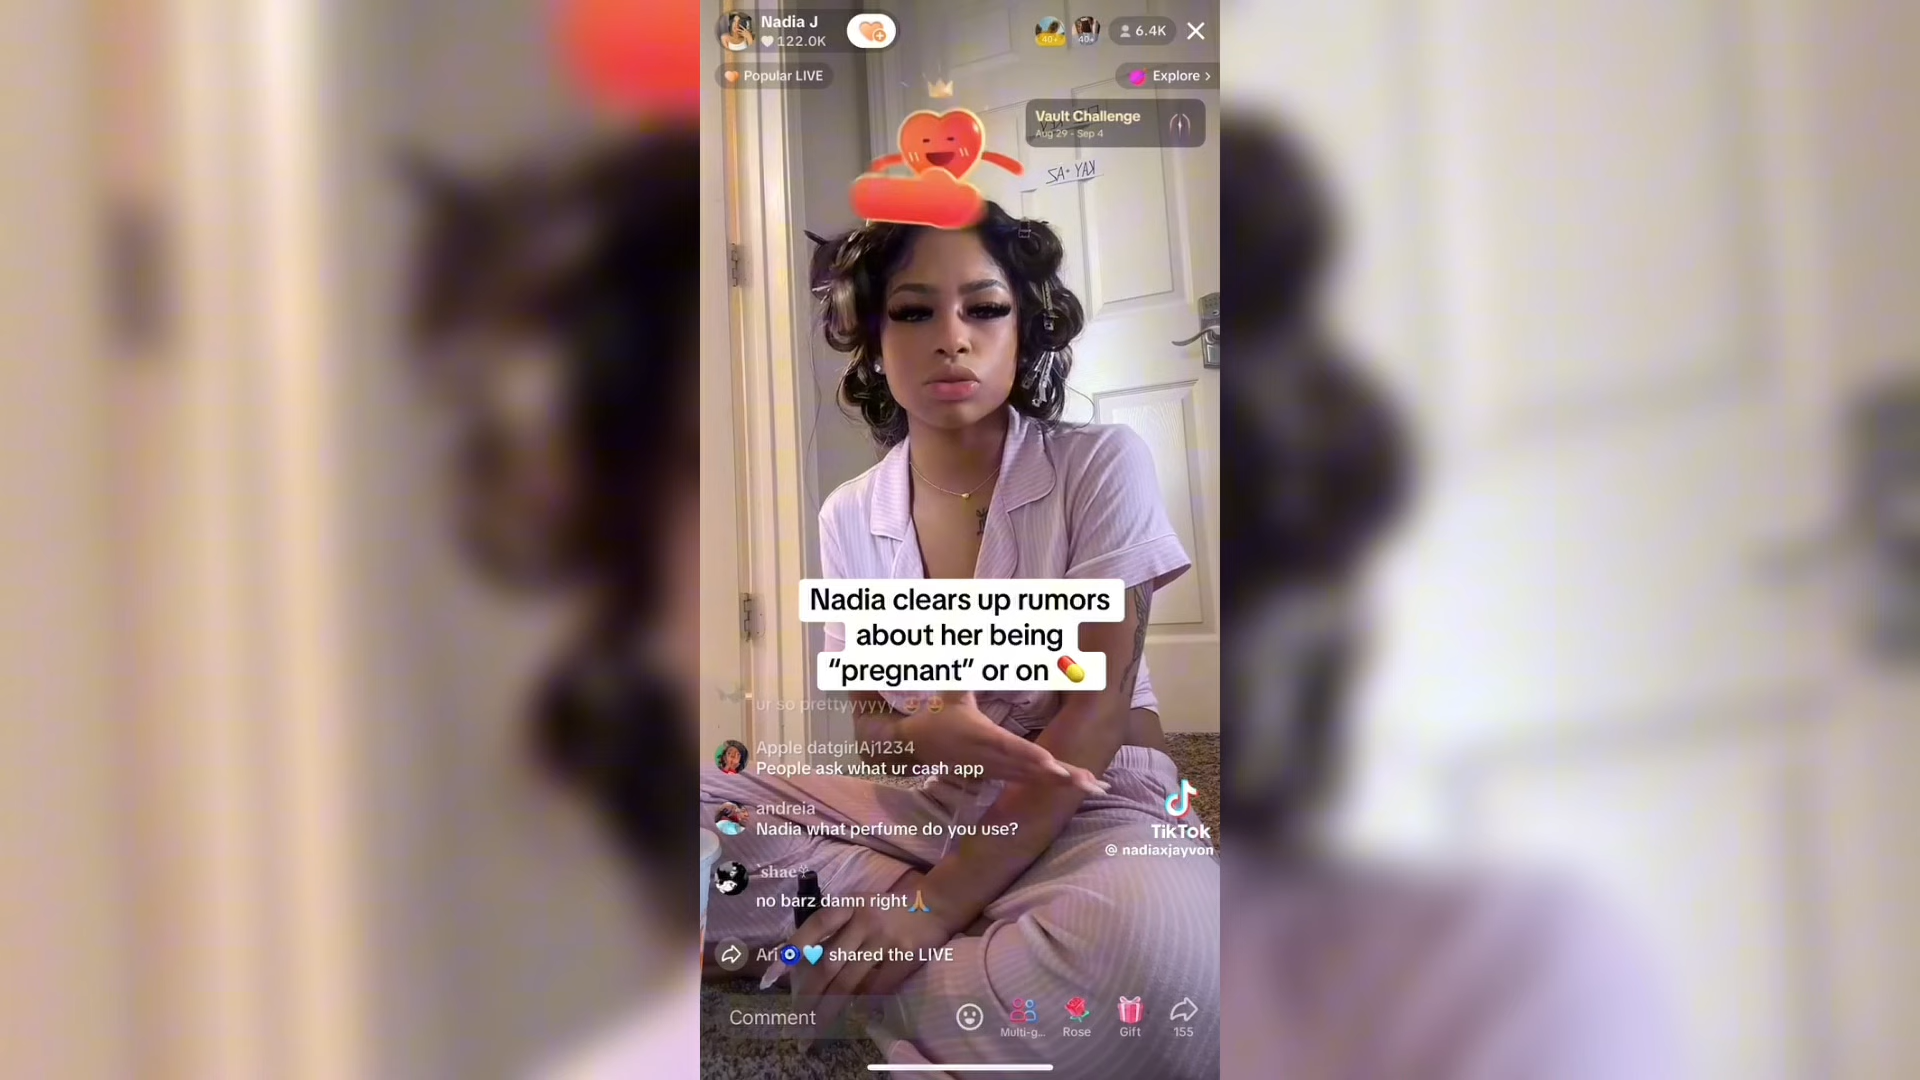 Nadia J
122.0K
40+
40+
6.4K
Popular LIVE
Explore >
Vault Challenge
Aug 29 - Sep 4
Nadia clears up rumors
about her being
“pregnant” or on 💊
ur so prettyyyyyy
Apple datgirlAj1234
People ask what ur cash app
andreia
Nadia what perfume do you use?
TikTok
@ nadiaxjayvon
`shae
no barz damn right🙏
Ari🧿🩵 shared the LIVE
Comment
Multi-g...
Rose
Gift
155